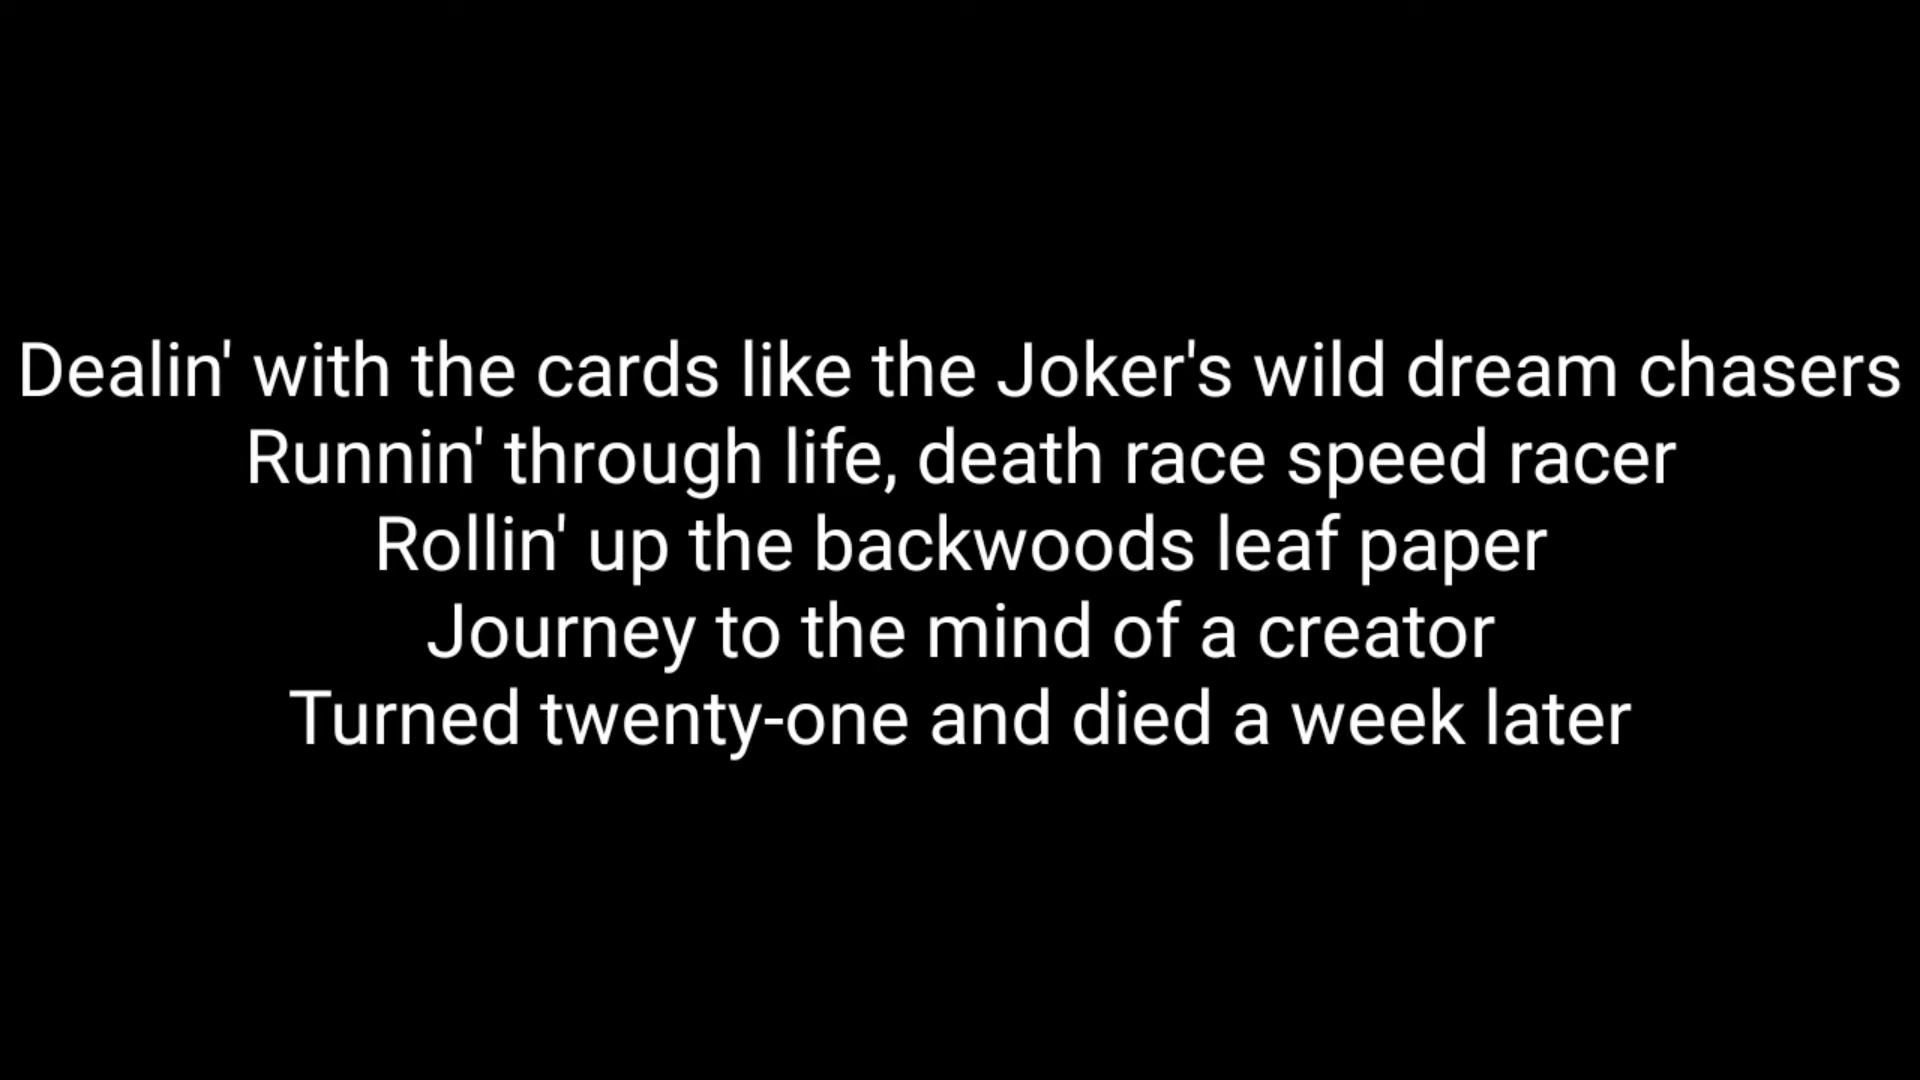 Dealin' with the cards like the Joker's wild dream chasers
Runnin' through life, death race speed racer
Rollin' up the backwoods leaf paper
Journey to the mind of a creator
Turned twenty-one and died a week later